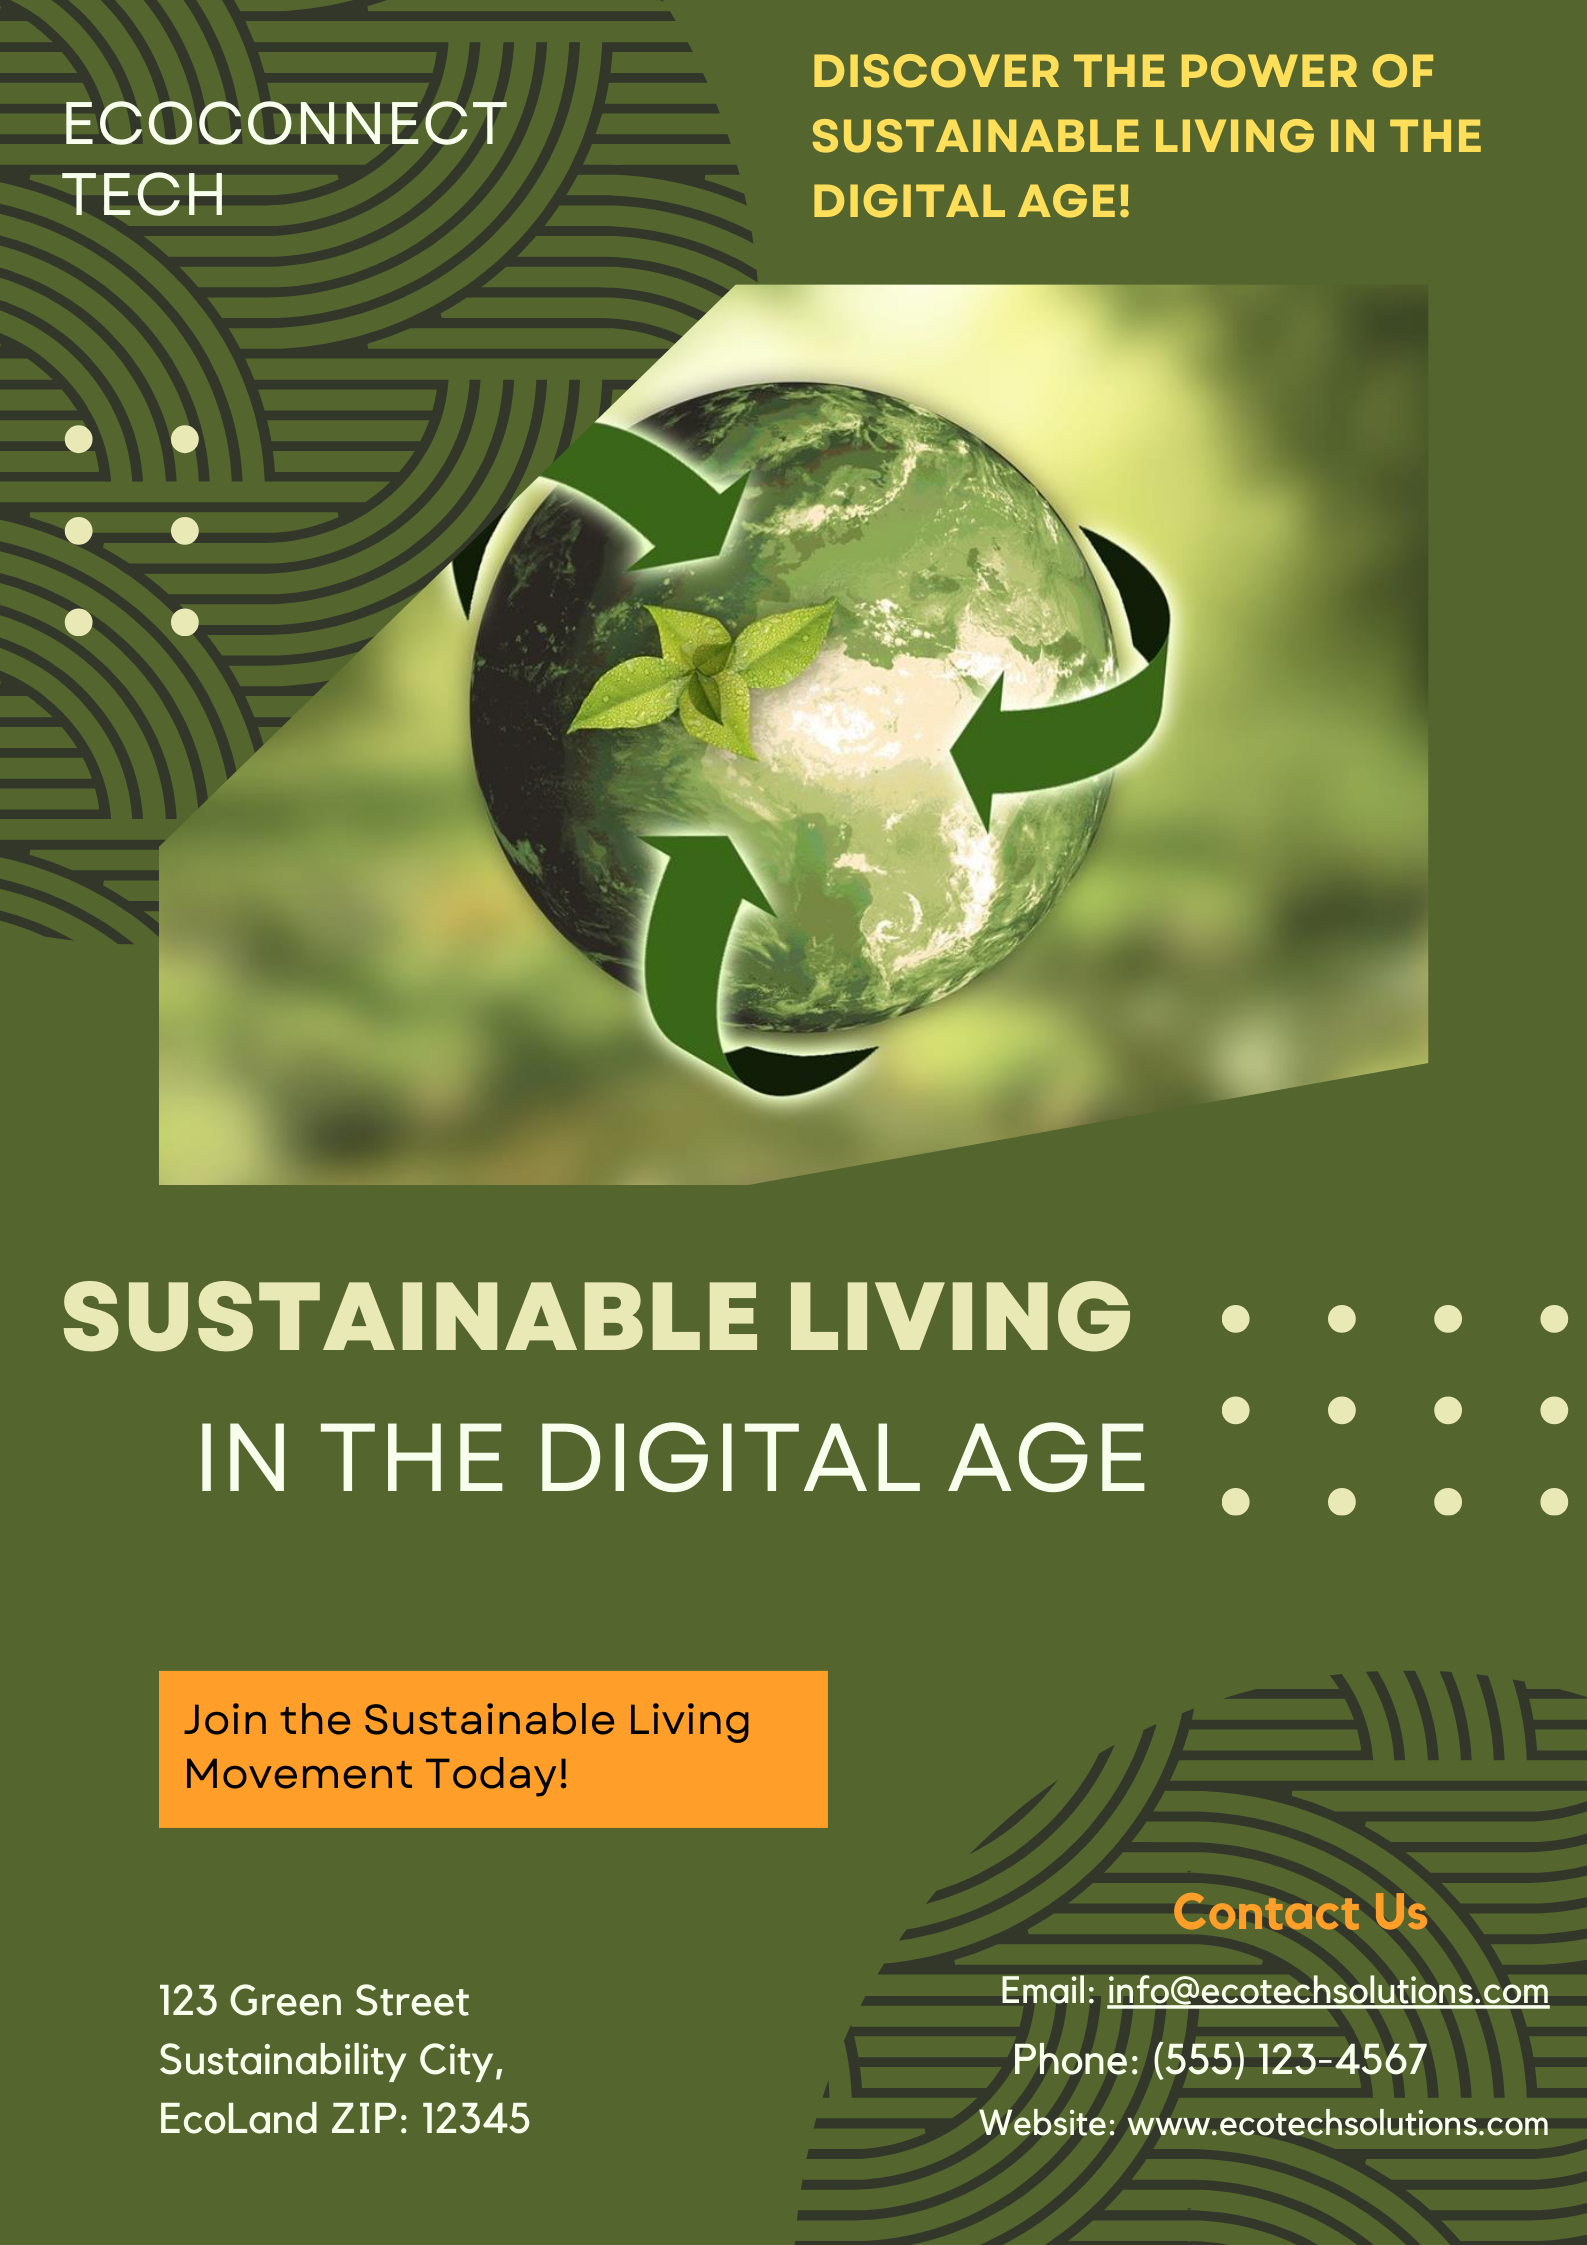 ECOCONNECT
TECH
DISCOVER THE POWER OF
SUSTAINABLE LIVING IN THE
DIGITAL AGE!
SUSTAINABLE LIVING
IN THE DIGITAL AGE
Join the Sustainable Living
Movement Today!
123 Green Street
Sustainability City,
EcoLand ZIP: 12345
Contact Us
Email: info@ecotechsolutions.com
Phone: (555) 123-4567
Website: www.ecotechsolutions.com